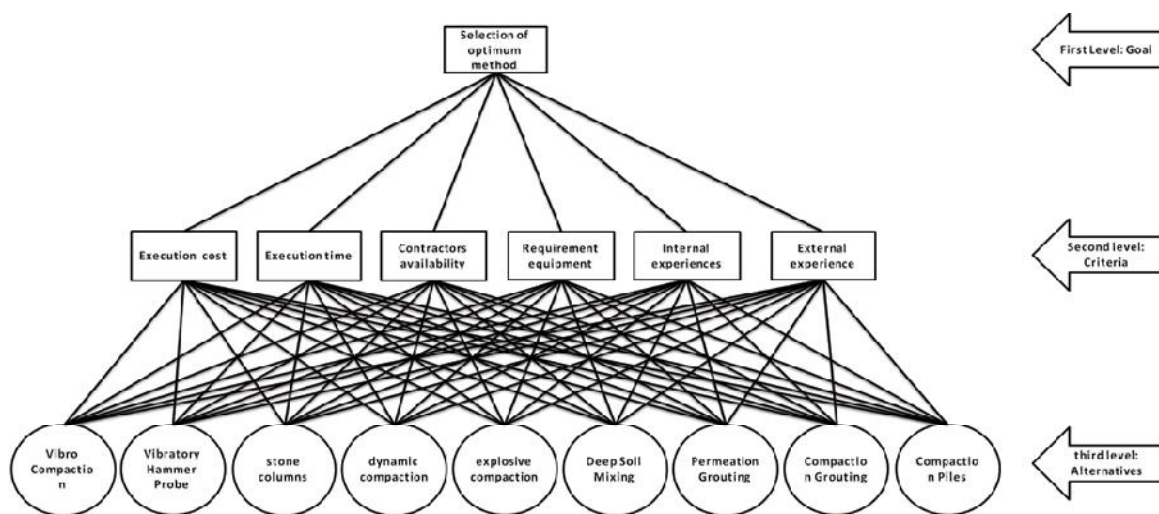 Selection of
optimum
method
First Level: Goal
Execution cost
Execution time
Contractors
availability
Requirement
equipment
Internal
experiences
External
experience
Second level:
Criteria
Vibro
Compactio
n
Vibratory
Hammer
Probe
stone
columns
dynamic
compaction
explosive
compaction
Deep Soil
Mixing
Permeation
Grouting
Compactio
n Grouting
Compactio
n Piles
third level:
Alternatives